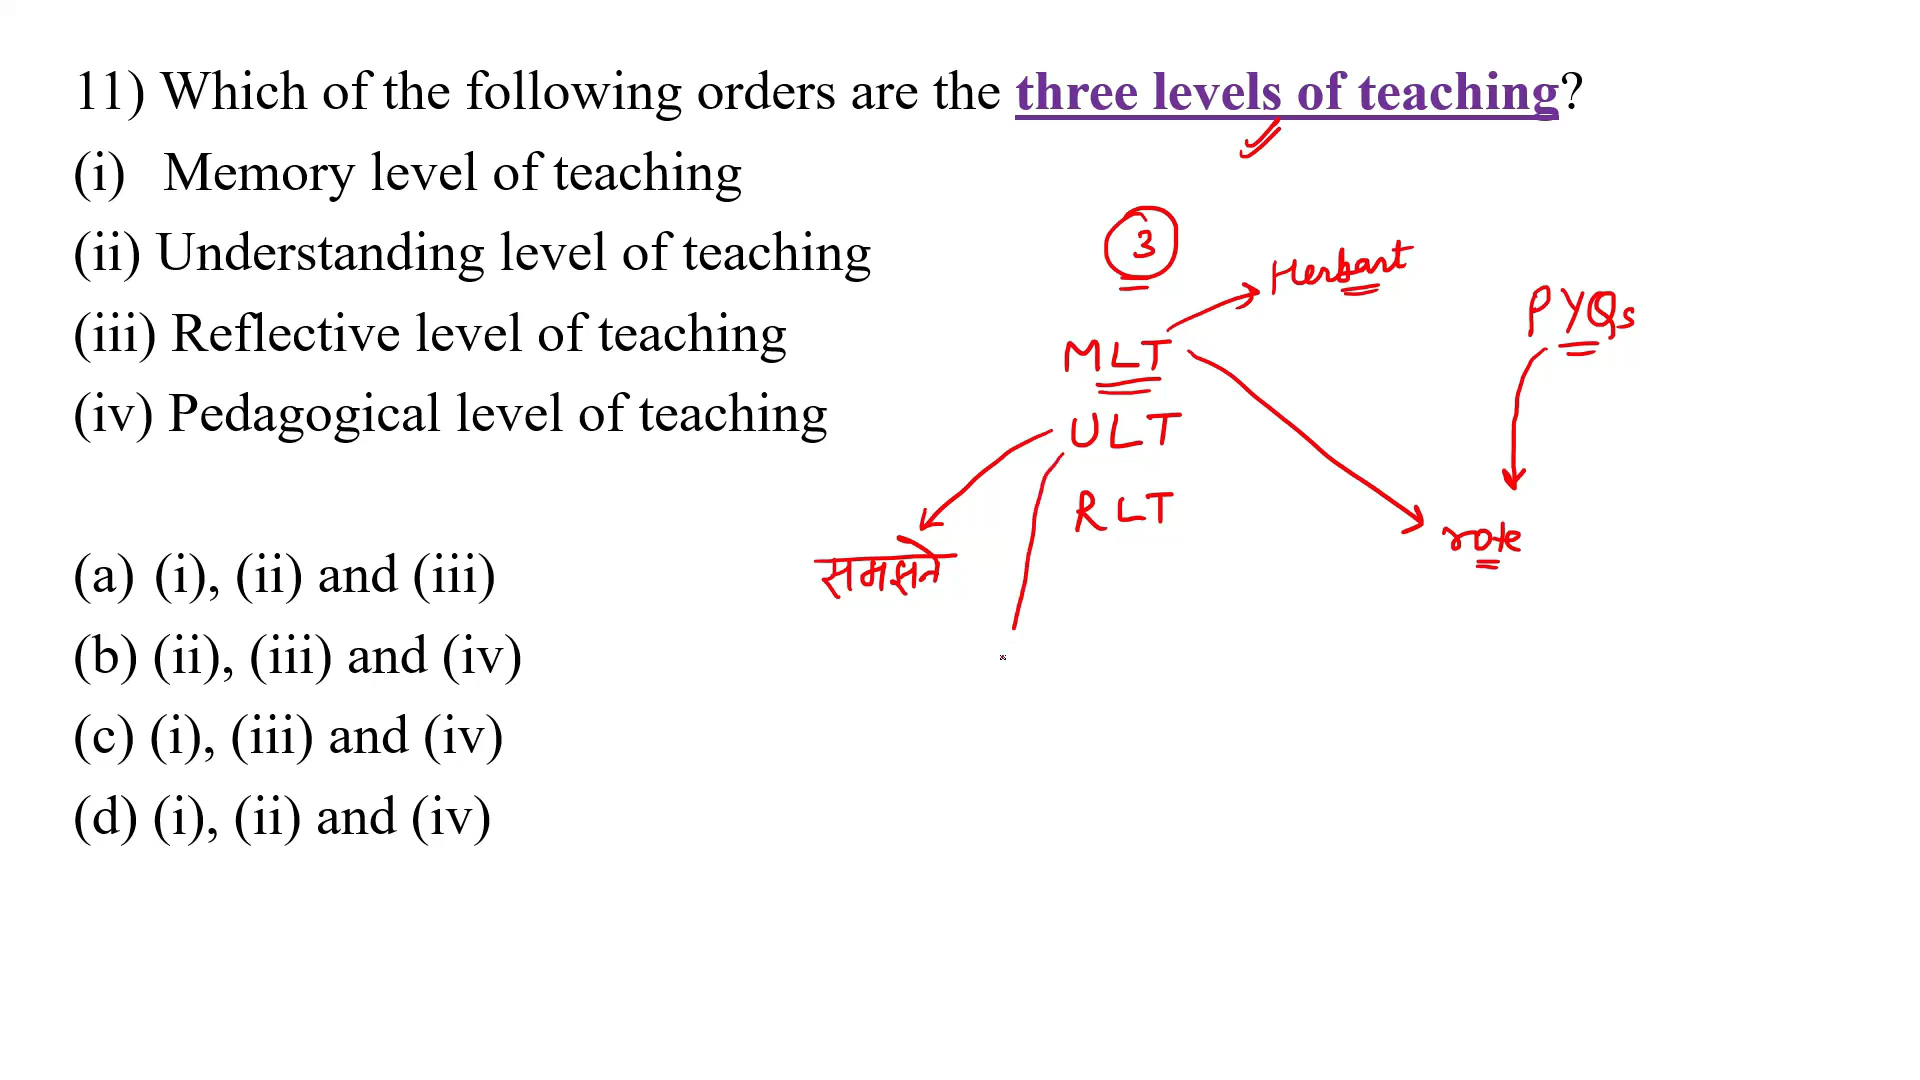 11) Which of the following orders are the three levels of teaching?
(i) Memory level of teaching
(ii) Understanding level of teaching
(iii) Reflective level of teaching
(iv) Pedagogical level of teaching
(a) (i), (ii) and (iii)
(b) (ii), (iii) and (iv)
(c) (i), (iii) and (iv)
(d) (i), (ii) and (iv)
3
Herbart
PYQs
MLT
ULT
RLT
rote
समझने